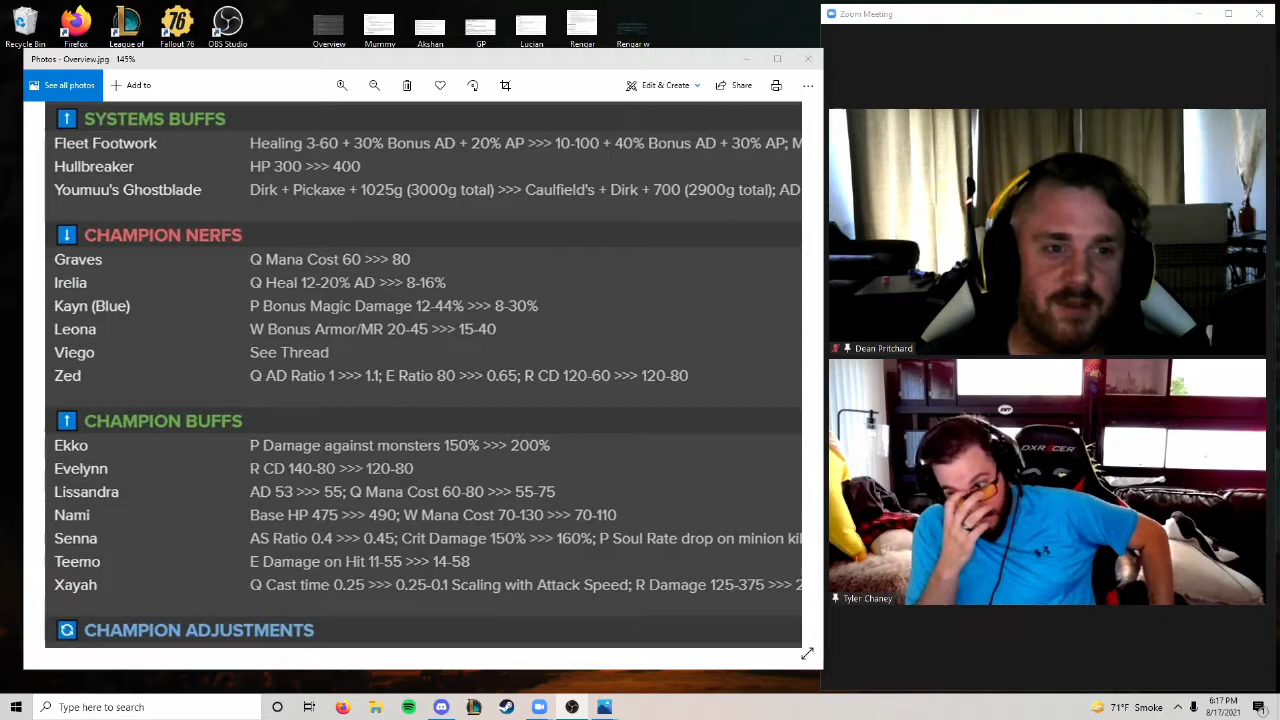 Recycle Bin
Firefox
League of
Fallout 76
OBS Studio
Overview
Mummy
Akshan
GP
Lucian
Rengar
Rengar w
Photos - Overview.jpg 145%
See all photos
Add to
Edit & Create
Share
SYSTEMS BUFFS
Fleet Footwork Healing 3-60 + 30% Bonus AD + 20% AP >>> 10-100 + 40% Bonus AD + 30% AP; M
Hullbreaker HP 300 >>> 400
Youmuu's Ghostblade Dirk + Pickaxe + 1025g (3000g total) >>> Caulfield's + Dirk + 700 (2900g total); AD
CHAMPION NERFS
Graves Q Mana Cost 60 >>> 80
Irelia Q Heal 12-20% AD >>> 8-16%
Kayn (Blue) P Bonus Magic Damage 12-44% >>> 8-30%
Leona W Bonus Armor/MR 20-45 >>> 15-40
Viego See Thread
Zed Q AD Ratio 1 >>> 1.1; E Ratio 80 >>> 0.65; R CD 120-60 >>> 120-80
CHAMPION BUFFS
Ekko P Damage against monsters 150% >>> 200%
Evelynn R CD 140-80 >>> 120-80
Lissandra AD 53 >>> 55; Q Mana Cost 60-80 >>> 55-75
Nami Base HP 475 >>> 490; W Mana Cost 70-130 >>> 70-110
Senna AS Ratio 0.4 >>> 0.45; Crit Damage 150% >>> 160%; P Soul Rate drop on minion kil
Teemo E Damage on Hit 11-55 >>> 14-58
Xayah Q Cast time 0.25 >>> 0.25-0.1 Scaling with Attack Speed; R Damage 125-375 >>> 2
CHAMPION ADJUSTMENTS
Zoom Meeting
Dean Pritchard
DXRACER
Tyler Chaney
Type here to search
71°F Smoke
6:17 PM
8/17/2021